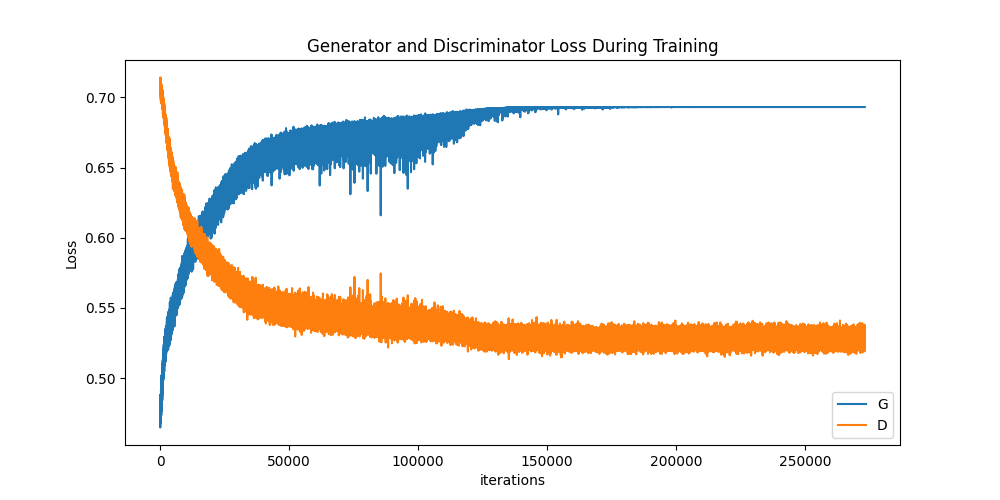 Generator and Discriminator Loss During Training
0.70
0.65
0.60
0.55
0.50
Loss
0 50000 100000 150000 200000 250000
iterations
G
D